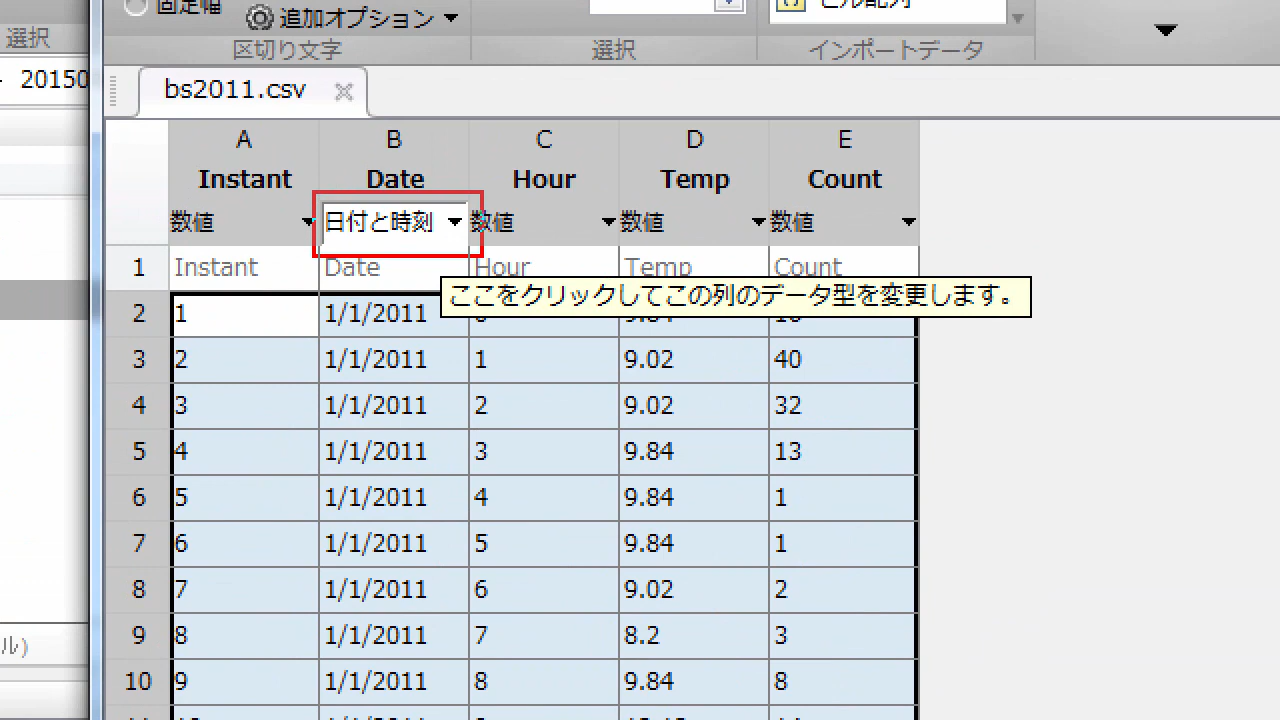 固定幅
追加オプション
選択
区切り文字
選択
インポートデータ
20150
bs2011.csv
A B C D E
Instant Date Hour Temp Count
数値 日付と時刻 数値 数値 数値
1 Instant Date Hour Temp Count
ここをクリックしてこの列のデータ型を変更します。
2 1 1/1/2011
3 2 1/1/2011 1 9.02 40
4 3 1/1/2011 2 9.02 32
5 4 1/1/2011 3 9.84 13
6 5 1/1/2011 4 9.84 1
7 6 1/1/2011 5 9.84 1
8 7 1/1/2011 6 9.02 2
9 8 1/1/2011 7 8.2 3
ル)
10 9 1/1/2011 8 9.84 8